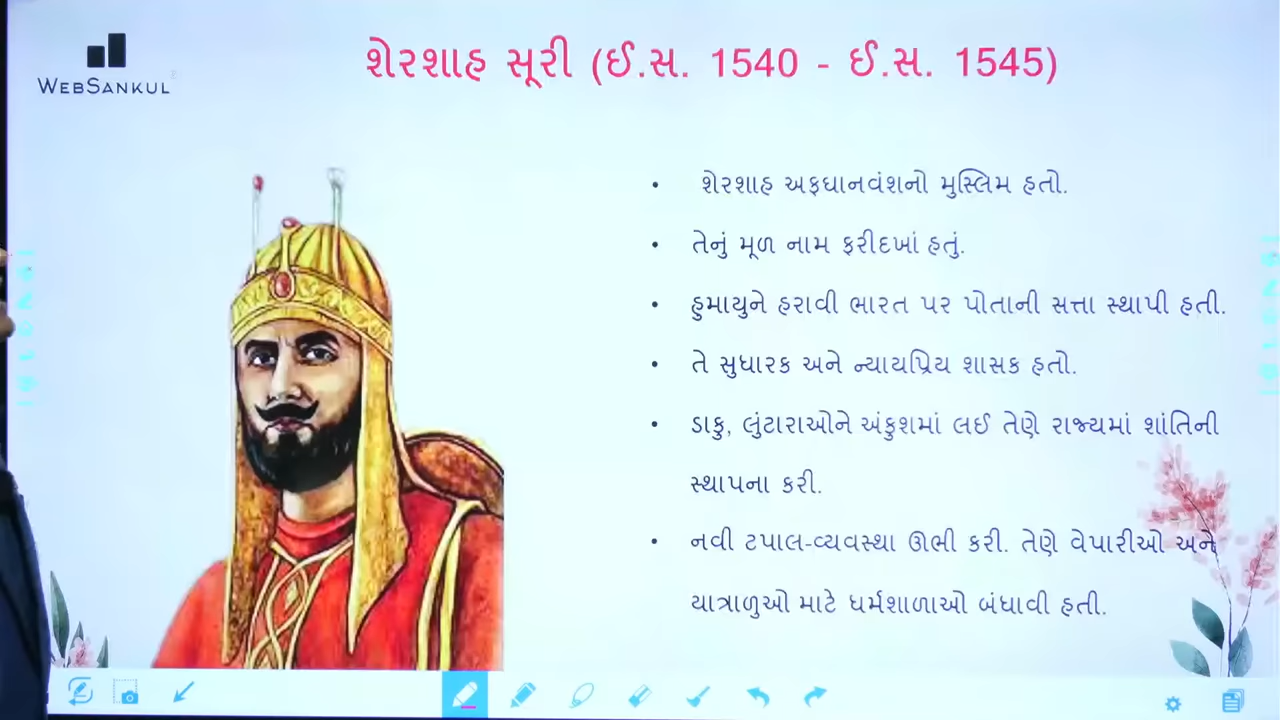 WEBSANKUL
શેરશાહ સૂરી (ઈ.સ. 1540 - ઈ.સ. 1545)
• શેરશાહ અફઘાનવંશનો મુસ્લિમ હતો.
• તેનું મૂળ નામ ફરીદખાં હતું.
• હુમાયુને હરાવી ભારત પર પોતાની સત્તા સ્થાપી હતી.
• તે સુધારક અને ન્યાયપ્રિય શાસક હતો.
• ડાકુ, લુંટારાઓને અંકુશમાં લઈ તેણે રાજ્યમાં શાંતિની
સ્થાપના કરી.
• નવી ટપાલ-વ્યવસ્થા ઊભી કરી. તેણે વેપારીઓ અને
યાત્રાળુઓ માટે ધર્મશાળાઓ બંધાવી હતી.